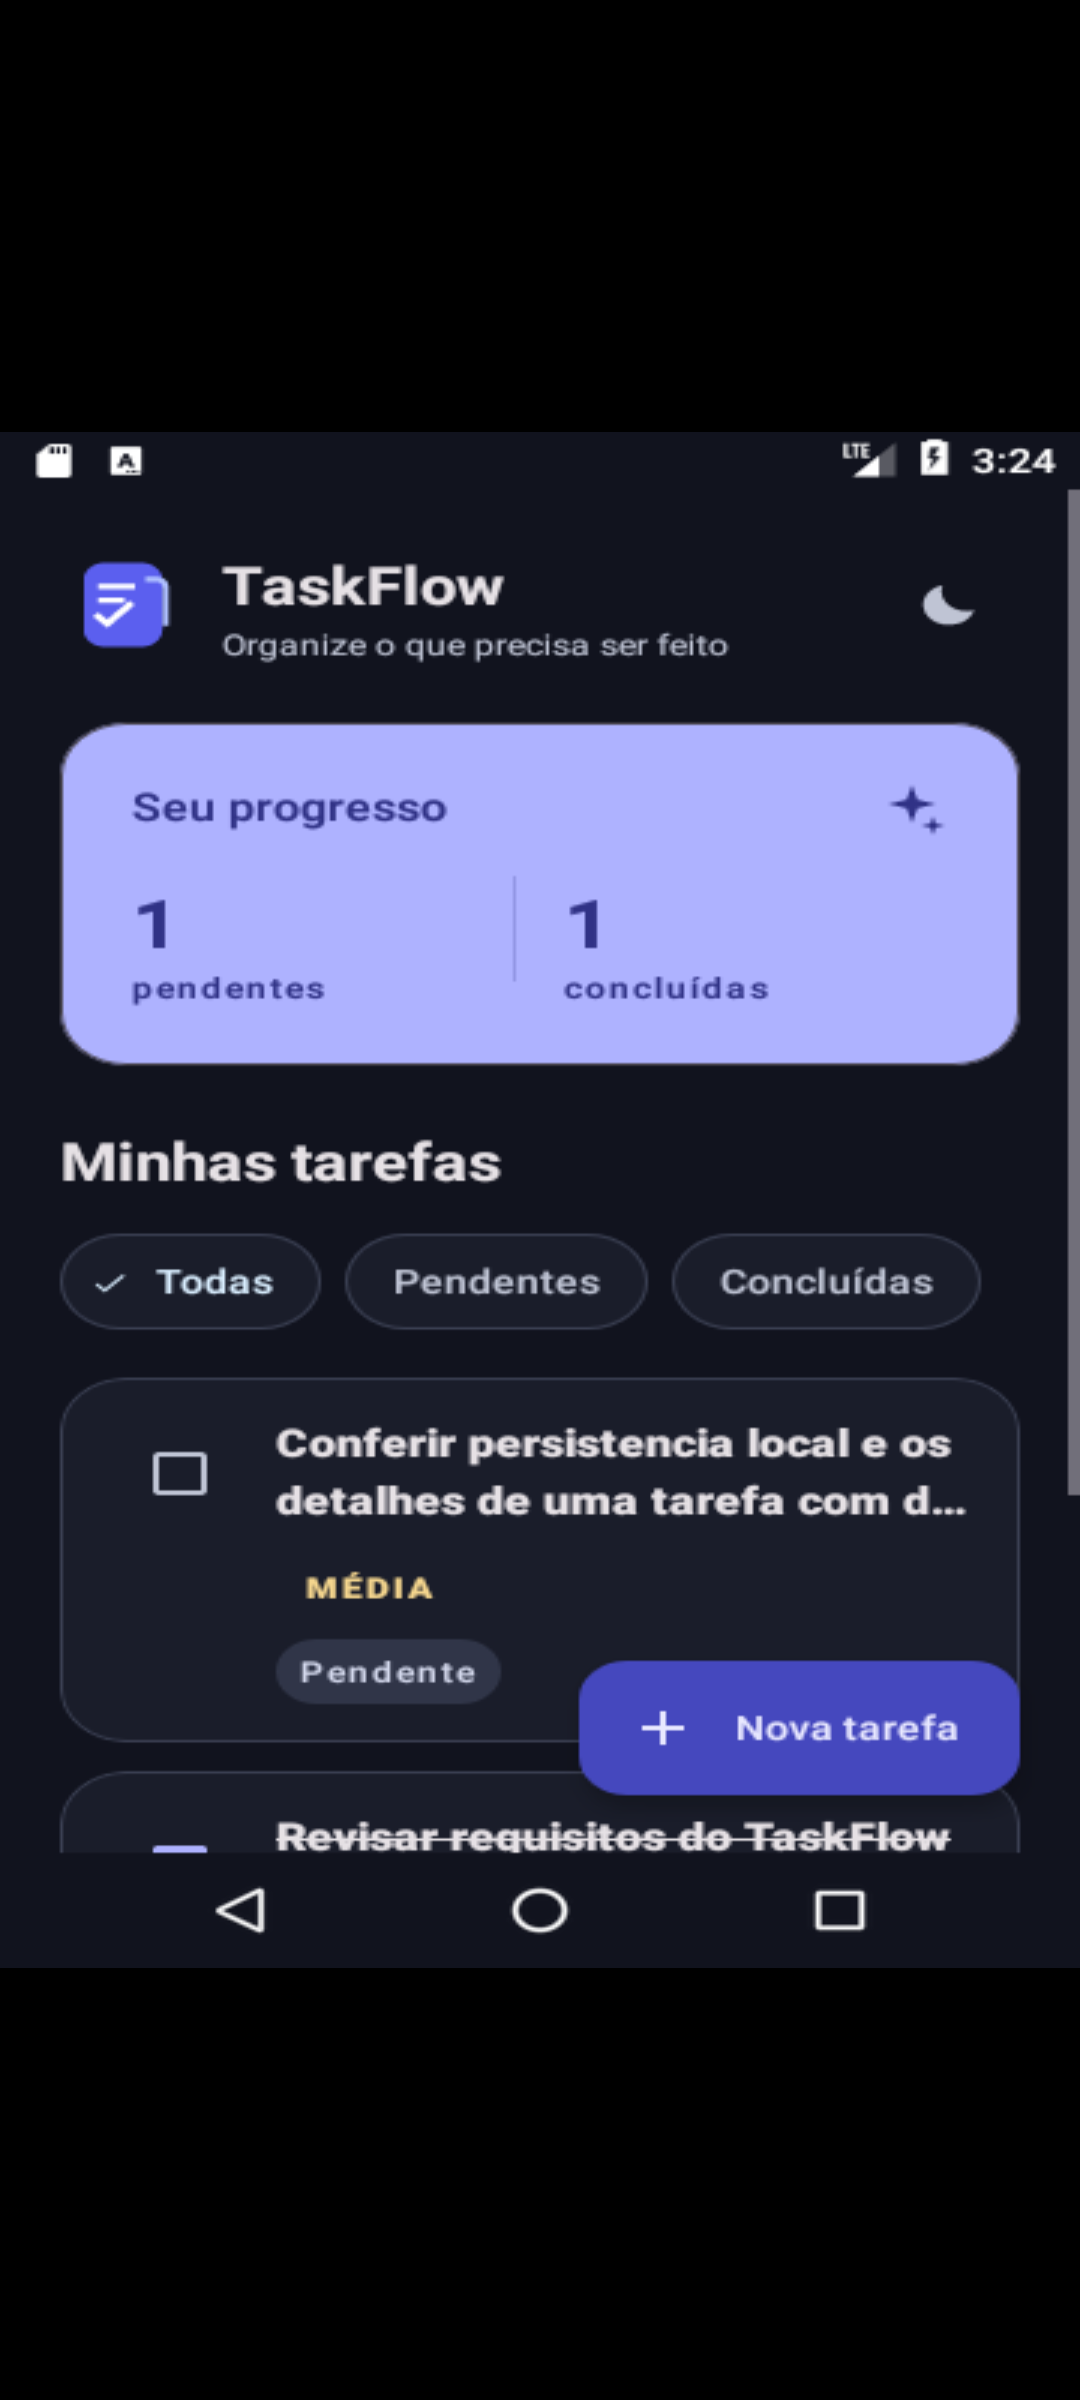 LTE 3:24
TaskFlow
Organize o que precisa ser feito
Seu progresso
1
pendentes
1
concluídas
Minhas tarefas
Todas
Pendentes
Concluídas
Conferir persistencia local e os
detalhes de uma tarefa com d...
MÉDIA
Pendente
Nova tarefa
Revisar requisitos do TaskFlow